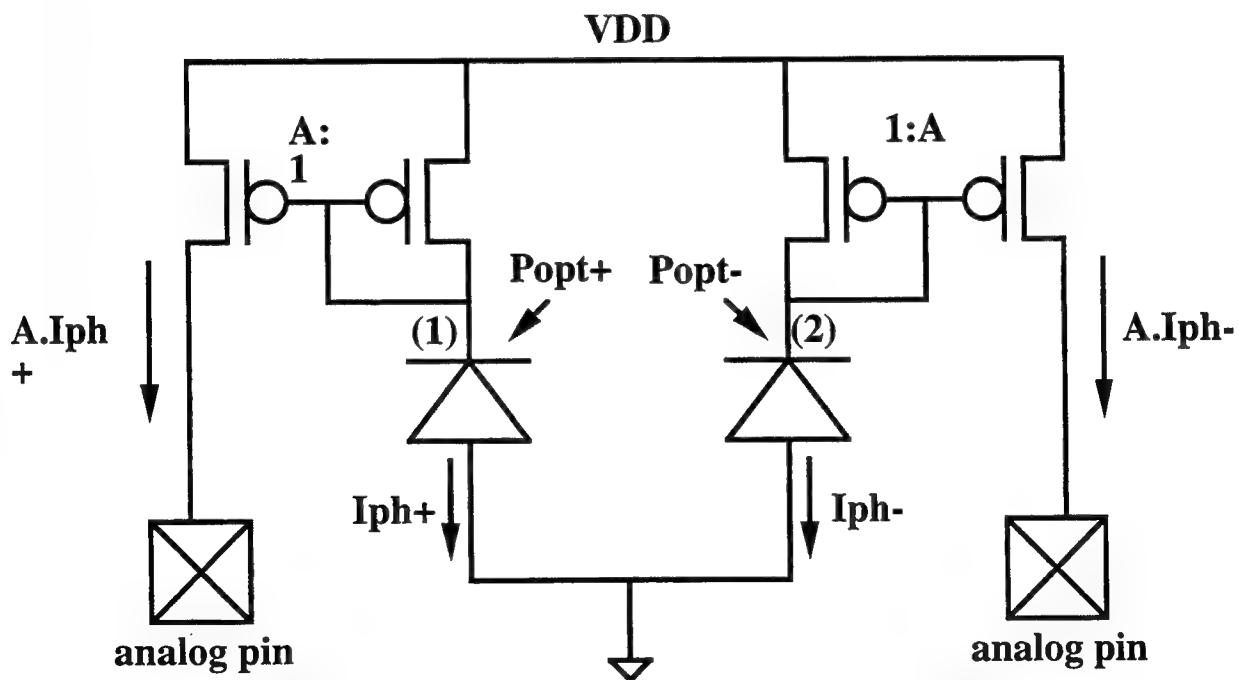 VDD
A:
1
1:A
Popt+
Popt-
(1)
(2)
A.Iph
+
A.Iph-
Iph+
Iph-
analog pin
analog pin